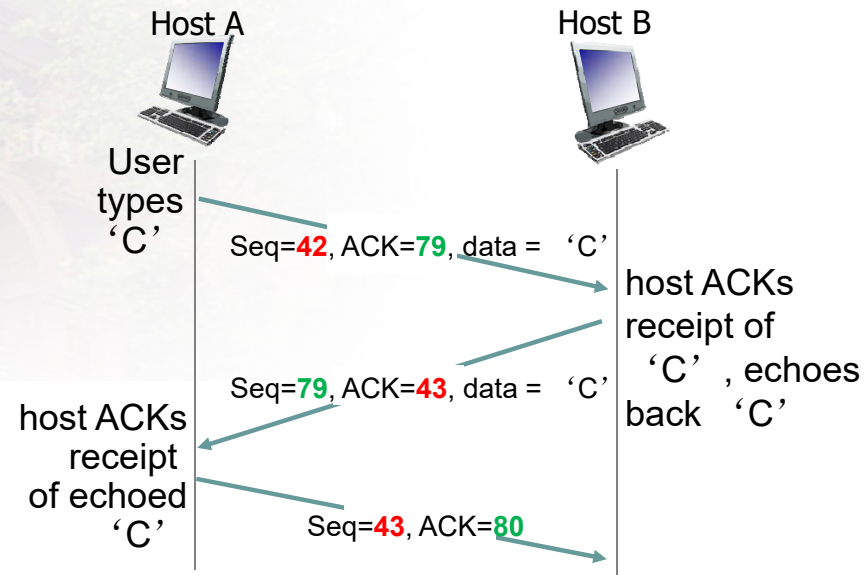 Host A
Host B
User
types
‘C’
Seq=42, ACK=79, data = ‘C’
host ACKs
receipt of
‘C’ , echoes
back ‘C’
Seq=79, ACK=43, data = ‘C’
host ACKs
receipt
of echoed
‘C’
Seq=43, ACK=80